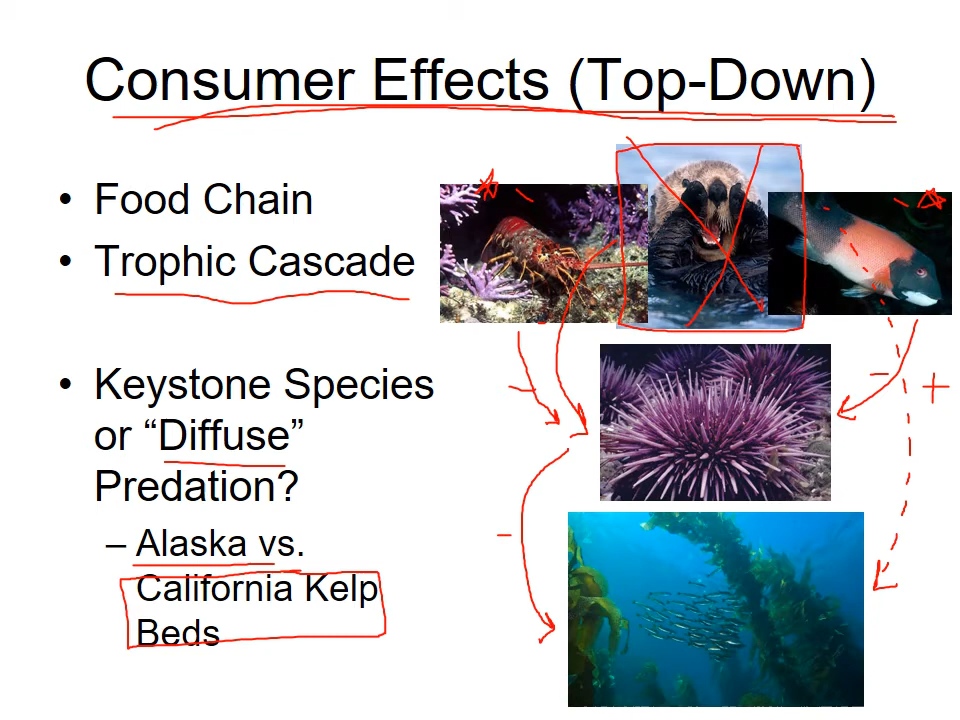 Consumer Effects (Top-Down)
• Food Chain
• Trophic Cascade
• Keystone Species
or “Diffuse”
Predation?
– Alaska vs.
California Kelp
Beds
−
+
−
−